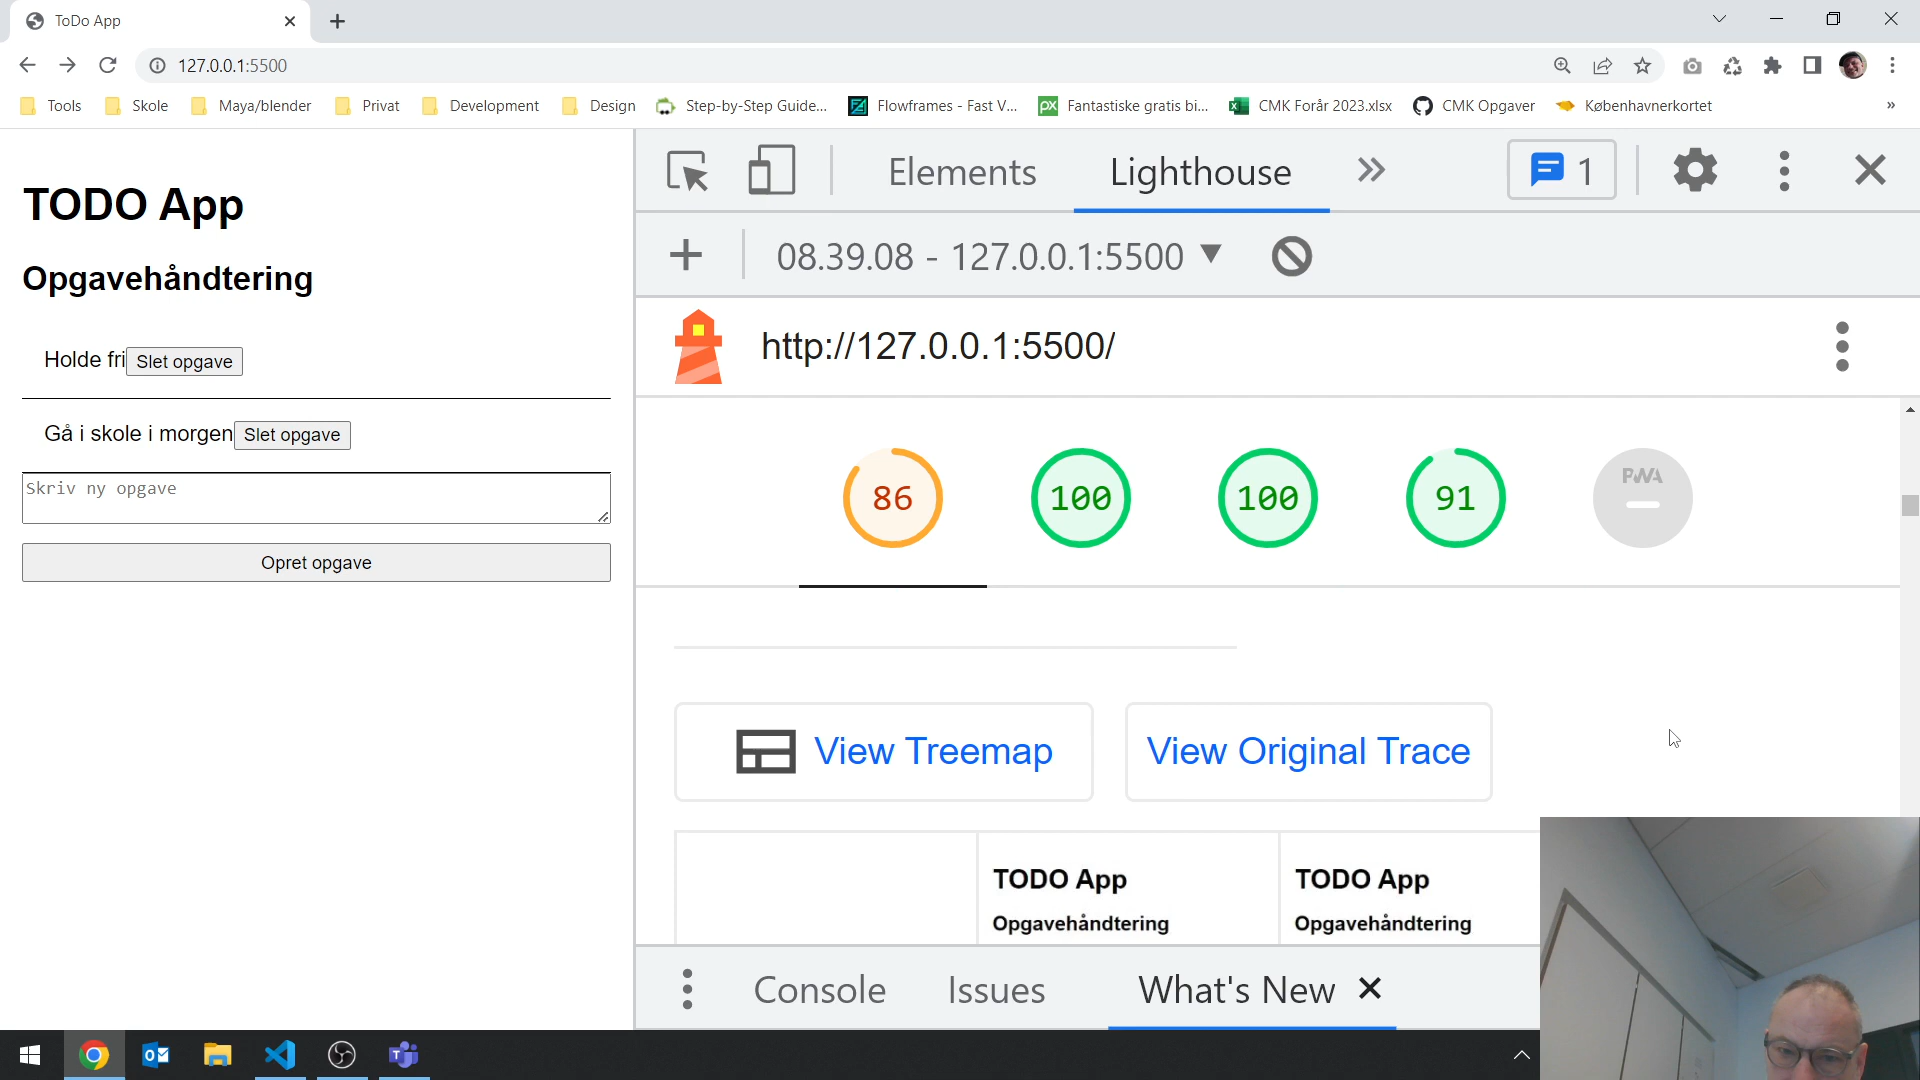 ToDo App
127.0.0.1:5500
Tools Skole Maya/blender Privat Development Design Step-by-Step Guide... Flowframes - Fast V... Fantastiske gratis bi... CMK Forår 2023.xlsx CMK Opgaver Københavnerkortet »
TODO App
Opgavehåndtering
Holde fri Slet opgave
Gå i skole i morgen Slet opgave
Skriv ny opgave
Opret opgave
Elements Lighthouse 1
08.39.08 - 127.0.0.1:5500
http://127.0.0.1:5500/
86 100 100 91 PWA
View Treemap View Original Trace
TODO App TODO App
Opgavehåndtering Opgavehåndtering
Console Issues What's New